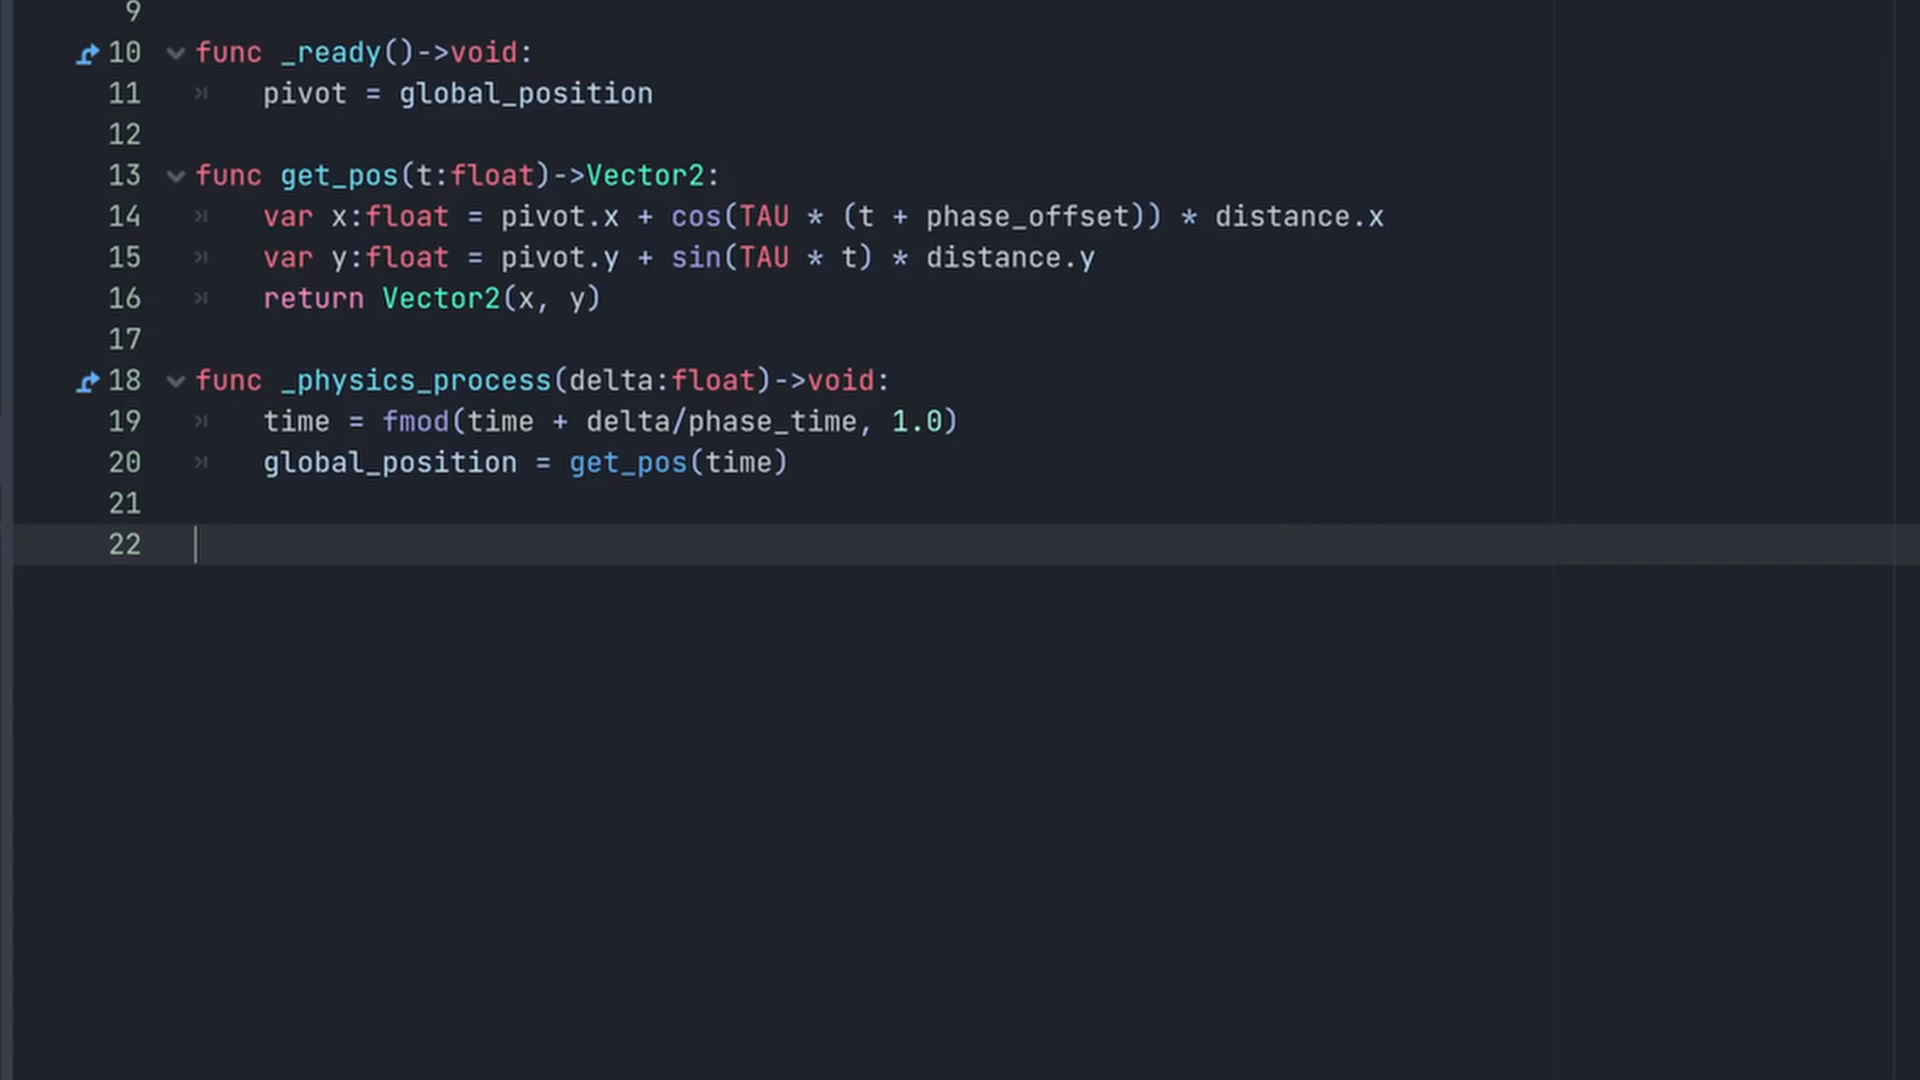 9
10 func _ready()->void:
11 pivot = global_position
12
13 func get_pos(t:float)->Vector2:
14 var x:float = pivot.x + cos(TAU * (t + phase_offset)) * distance.x
15 var y:float = pivot.y + sin(TAU * t) * distance.y
16 return Vector2(x, y)
17
18 func _physics_process(delta:float)->void:
19 time = fmod(time + delta/phase_time, 1.0)
20 global_position = get_pos(time)
21
22